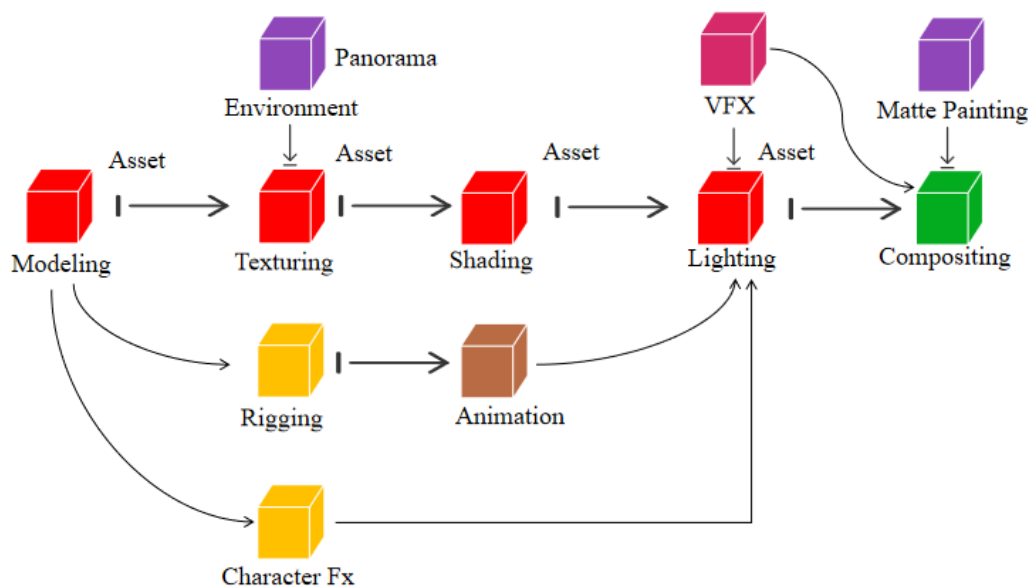 Panorama
Environment
VFX
Matte Painting
Asset
Asset
Asset
Asset
Modeling
Texturing
Shading
Lighting
Compositing
Rigging
Animation
Character Fx